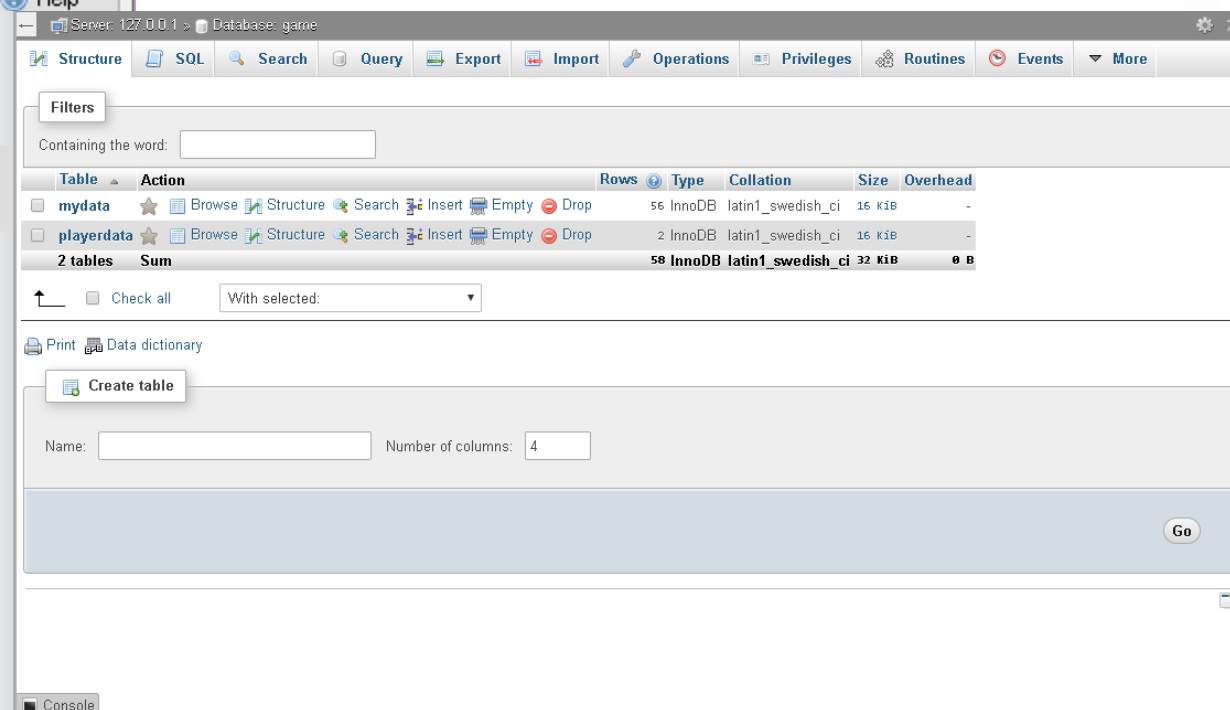 Help
Server: 127.0.0.1 » Database: game
Structure SQL Search Query Export Import Operations Privileges Routines Events More
Filters
Containing the word:
Table Action Rows Type Collation Size Overhead
mydata Browse Structure Search Insert Empty Drop 56 InnoDB latin1_swedish_ci 16 KiB -
playerdata Browse Structure Search Insert Empty Drop 2 InnoDB latin1_swedish_ci 16 KiB -
2 tables Sum 58 InnoDB latin1_swedish_ci 32 KiB 0 B
Check all With selected:
Print Data dictionary
Create table
Name: Number of columns: 4
Go
Console